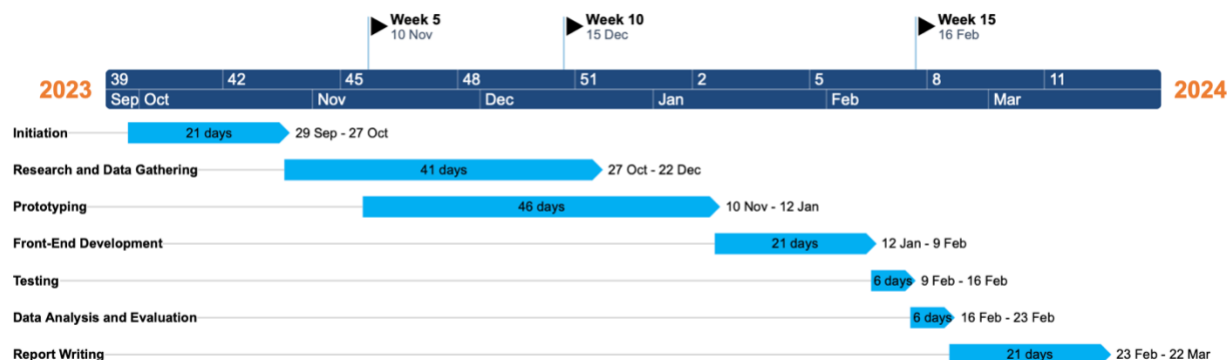 Week 5
10 Nov
Week 10
15 Dec
Week 15
16 Feb
2023
39 42 45 48 51 2 5 8 11
Sep Oct Nov Dec Jan Feb Mar
2024
Initiation 21 days 29 Sep - 27 Oct
Research and Data Gathering 41 days 27 Oct - 22 Dec
Prototyping 46 days 10 Nov - 12 Jan
Front-End Development 21 days 12 Jan - 9 Feb
Testing 6 days 9 Feb - 16 Feb
Data Analysis and Evaluation 6 days 16 Feb - 23 Feb
Report Writing 21 days 23 Feb - 22 Mar